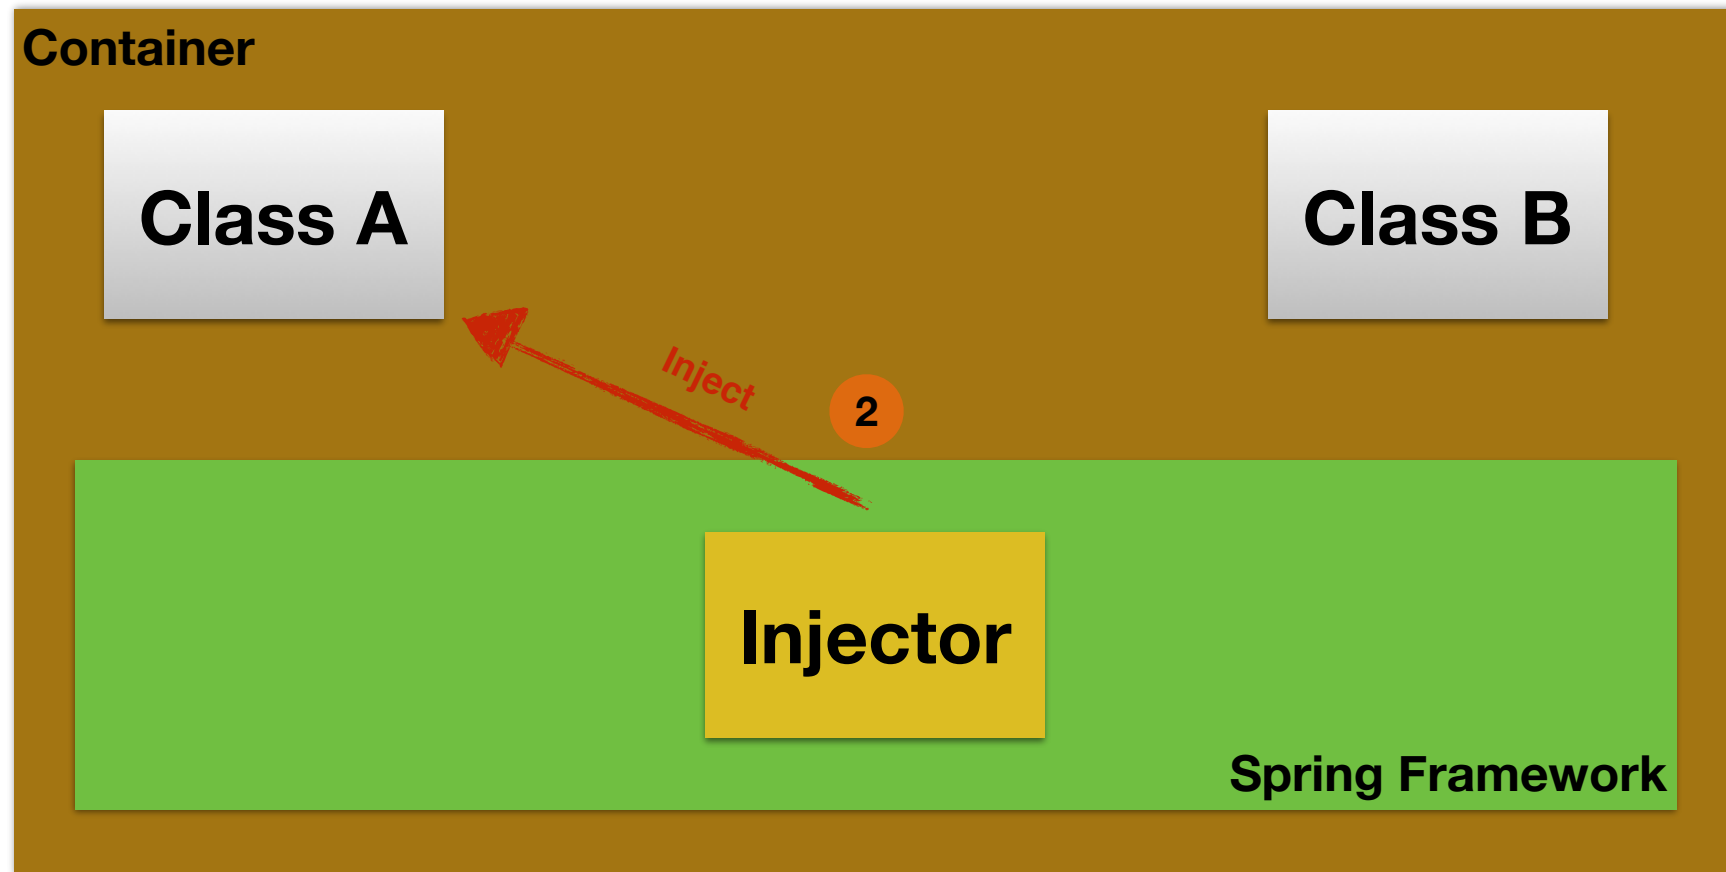 Container
Class A
Class B
Inject
2
Injector
Spring Framework